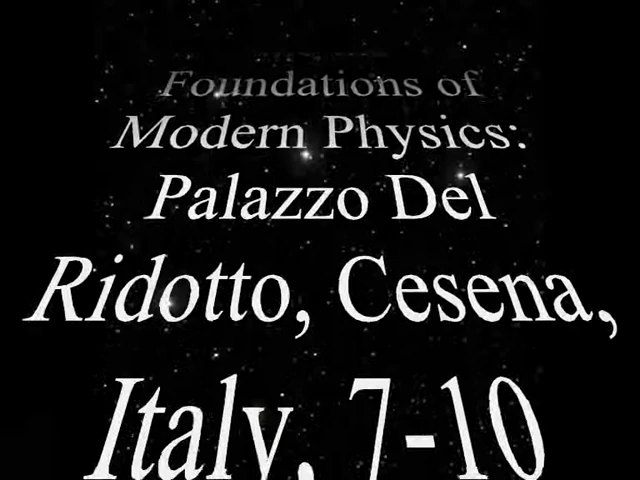 Foundations of
Modern Physics:
Palazzo Del
Ridotto, Cesena,
Italy, 7-10